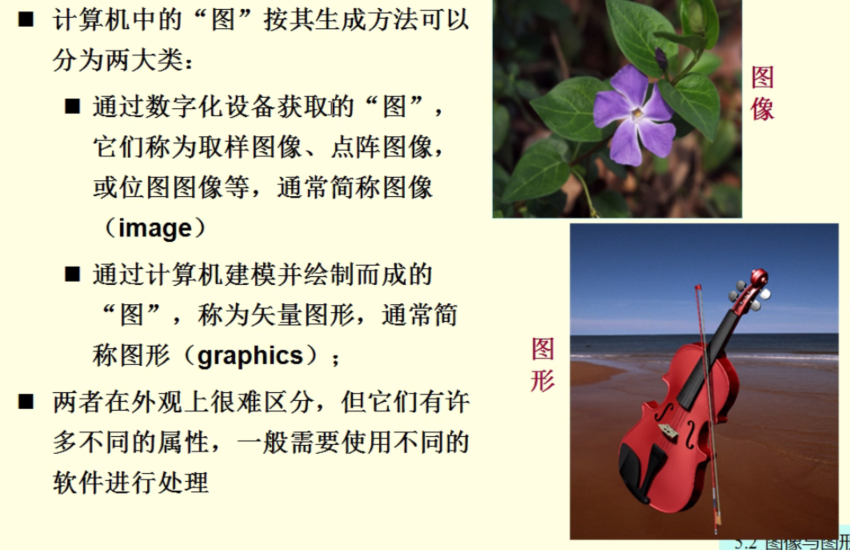 ■ 计算机中的“图”按其生成方法可以
分为两大类：
■ 通过数字化设备获取的“图”，
它们称为取样图像、点阵图像，
或位图图像等，通常简称图像
（image）
■ 通过计算机建模并绘制而成的
“图”，称为矢量图形，通常简
称图形（graphics）；
■ 两者在外观上很难区分，但它们有许
多不同的属性，一般需要使用不同的
软件进行处理
图像
图形
5.2 图像与图形